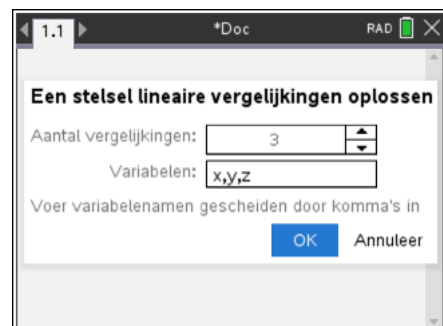 1.1 *Doc RAD
Een stelsel lineaire vergelijkingen oplossen
Aantal vergelijkingen: 3
Variabelen: x,y,z
Voer variabelenamen gescheiden door komma's in
OK Annuleer